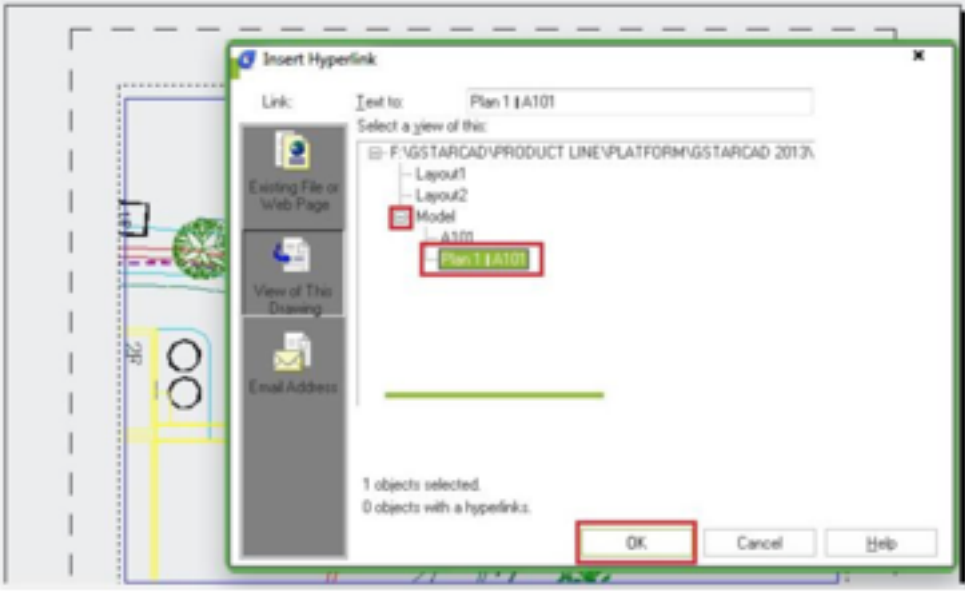 Insert Hyperlink
Link:
Text to:
Plan 1 | A101
Select a view of this:
F:\GSTARCAD\PRODUCT LINE\PLATFORM\GSTARCAD 2013\
Layout1
Layout2
Model
A101
Plan 1 | A101
Existing File or
Web Page
View of This
Drawing
Email Address
1 objects selected.
0 objects with a hyperlinks.
OK
Cancel
Help